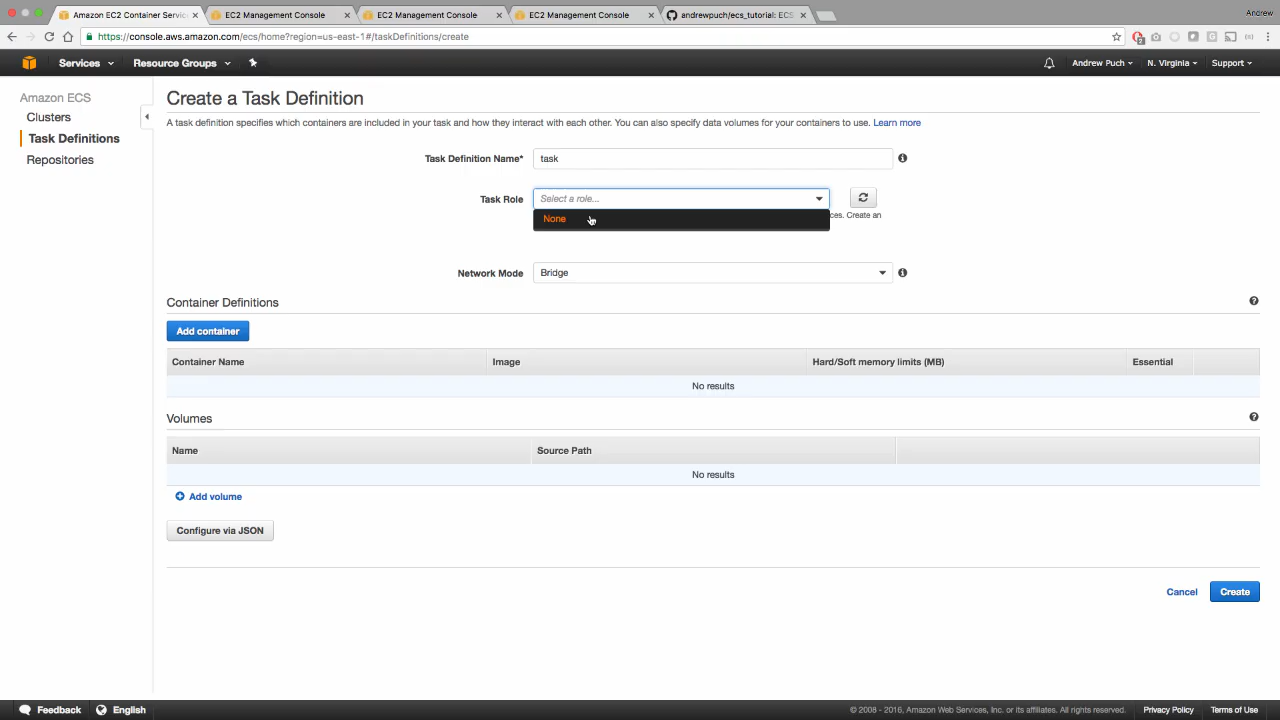 Amazon EC2 Container Servic
EC2 Management Console
EC2 Management Console
EC2 Management Console
andrewpuch/ecs_tutorial: ECS
Andrew
https://console.aws.amazon.com/ecs/home?region=us-east-1#/taskDefinitions/create
Services
Resource Groups
Andrew Puch
N. Virginia
Support
Amazon ECS
Clusters
Task Definitions
Repositories
Create a Task Definition
A task definition specifies which containers are included in your task and how they interact with each other. You can also specify data volumes for your containers to use. Learn more
Task Definition Name* task
Task Role Select a role...
None
ces. Create an
Network Mode Bridge
Container Definitions
Add container
Container Name Image Hard/Soft memory limits (MB) Essential
No results
Volumes
Name Source Path
No results
Add volume
Configure via JSON
Cancel Create
Feedback English © 2008 - 2016, Amazon Web Services, Inc. or its affiliates. All rights reserved. Privacy Policy Terms of Use